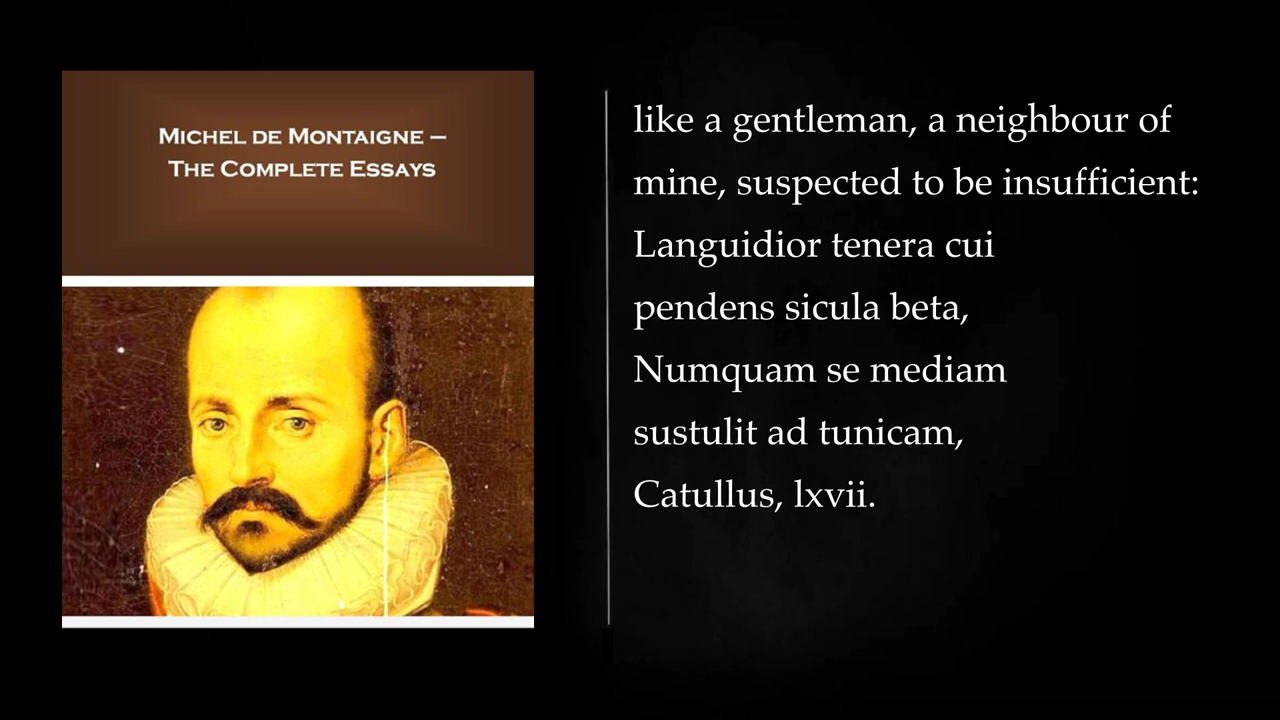 MICHEL DE MONTAIGNE –
THE COMPLETE ESSAYS
like a gentleman, a neighbour of
mine, suspected to be insufficient:
Languidior tenera cui
pendens sicula beta,
Numquam se mediam
sustulit ad tunicam,
Catullus, lxvii.